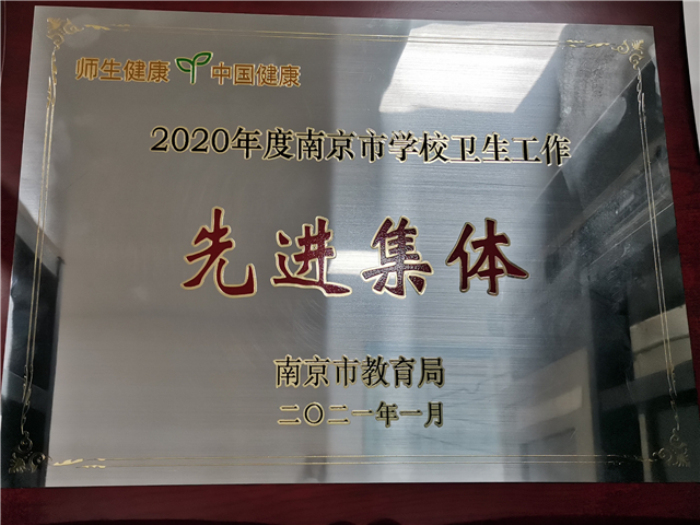 师生健康 中国健康
2020年度南京市学校卫生工作
先进集体
南京市教育局
二〇二一年一月